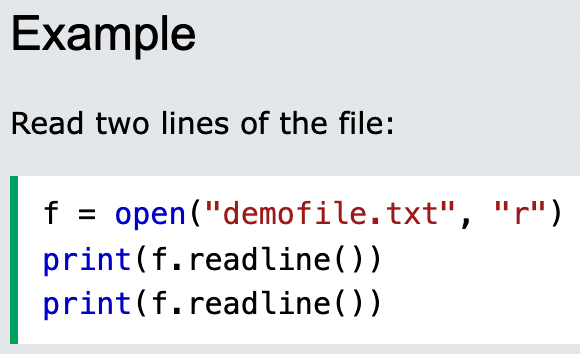 Example
Read two lines of the file:
f = open("demofile.txt", "r")
print(f.readline())
print(f.readline())